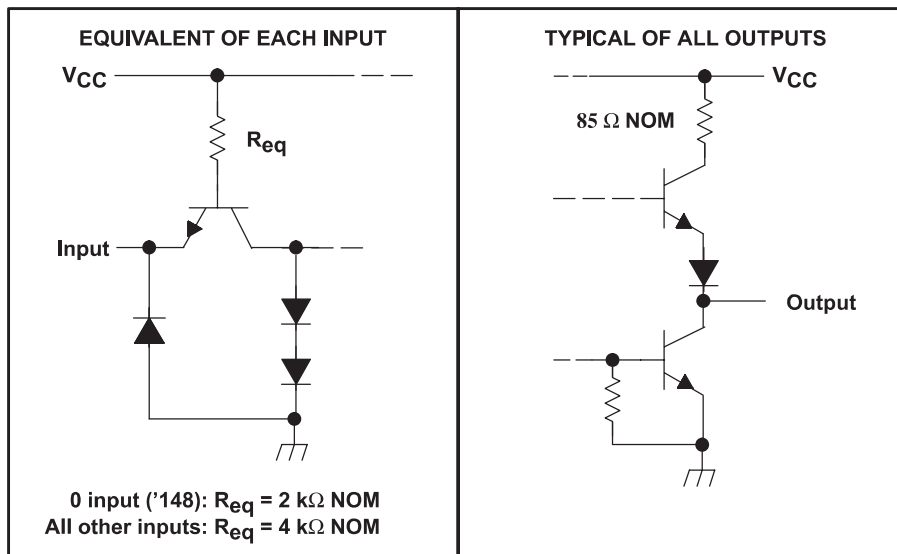 EQUIVALENT OF EACH INPUT
VCC
Req
Input
0 input ('148): Req = 2 kΩ NOM
All other inputs: Req = 4 kΩ NOM
TYPICAL OF ALL OUTPUTS
VCC
85 Ω NOM
Output